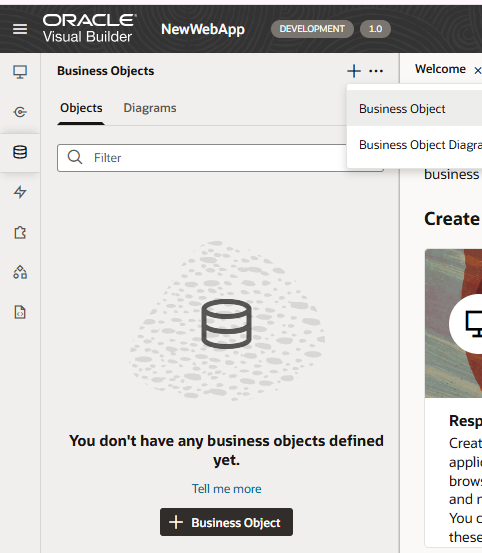 ORACLE
Visual Builder
NewWebApp
DEVELOPMENT
1.0
Business Objects
Welcome
Objects
Diagrams
Business Object
Business Object Diagra
Filter
business
Create
You don't have any business objects defined
yet.
Tell me more
Business Object
Resp
Creat
applic
brows
and n
You c
these